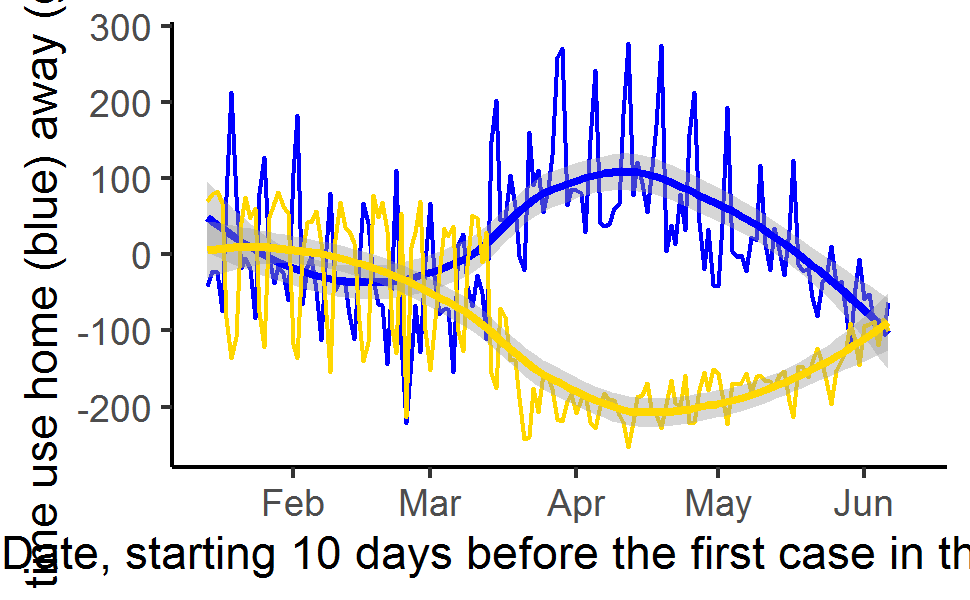 time use home (blue) away (
300
200
100
0
-100
-200
Feb Mar Apr May Jun
Date, starting 10 days before the first case in th